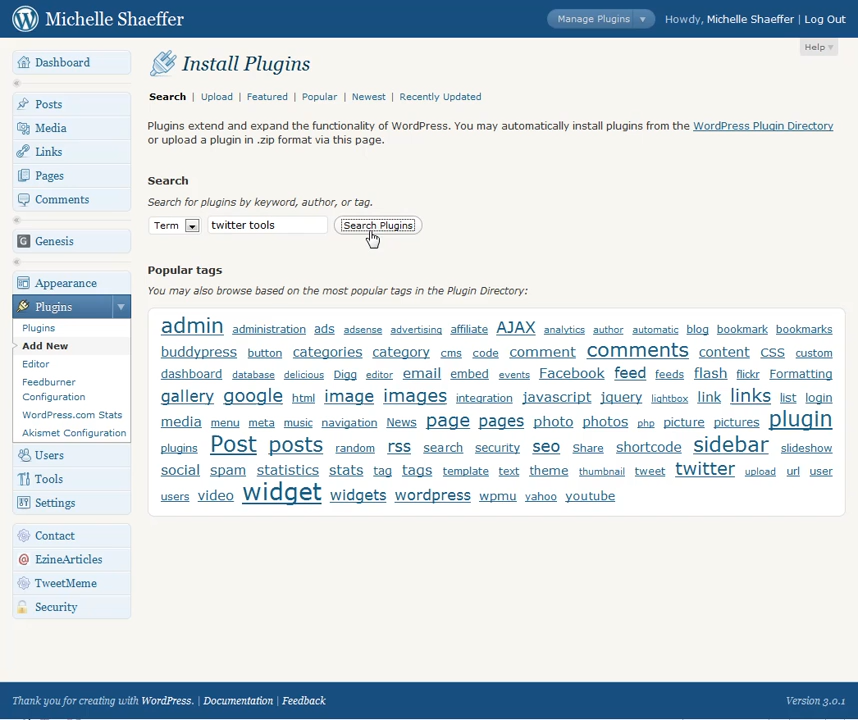 Michelle Shaeffer
Manage Plugins
Howdy, Michelle Shaeffer | Log Out
Help
Dashboard
Posts
Media
Links
Pages
Comments
G Genesis
Appearance
Plugins
Plugins
Add New
Editor
Feedburner
Configuration
WordPress.com Stats
Akismet Configuration
Users
Tools
Settings
Contact
EzineArticles
TweetMeme
Security
Install Plugins
Search | Upload | Featured | Popular | Newest | Recently Updated
Plugins extend and expand the functionality of WordPress. You may automatically install plugins from the WordPress Plugin Directory
or upload a plugin in .zip format via this page.
Search
Search for plugins by keyword, author, or tag.
Term twitter tools Search Plugins
Popular tags
You may also browse based on the most popular tags in the Plugin Directory:
admin administration ads adsense advertising affiliate AJAX analytics author automatic blog bookmark bookmarks
buddypress button categories category cms code comment comments content CSS custom
dashboard database delicious Digg editor email embed events Facebook feed feeds flash flickr Formatting
gallery google html image images integration javascript jquery lightbox link links list login
media menu meta music navigation News page pages photo photos php picture pictures plugin
plugins Post posts random rss search security seo Share shortcode sidebar slideshow
social spam statistics stats tag tags template text theme thumbnail tweet twitter upload url user
users video widget widgets wordpress wpmu yahoo youtube
Thank you for creating with WordPress. | Documentation | Feedback
Version 3.0.1